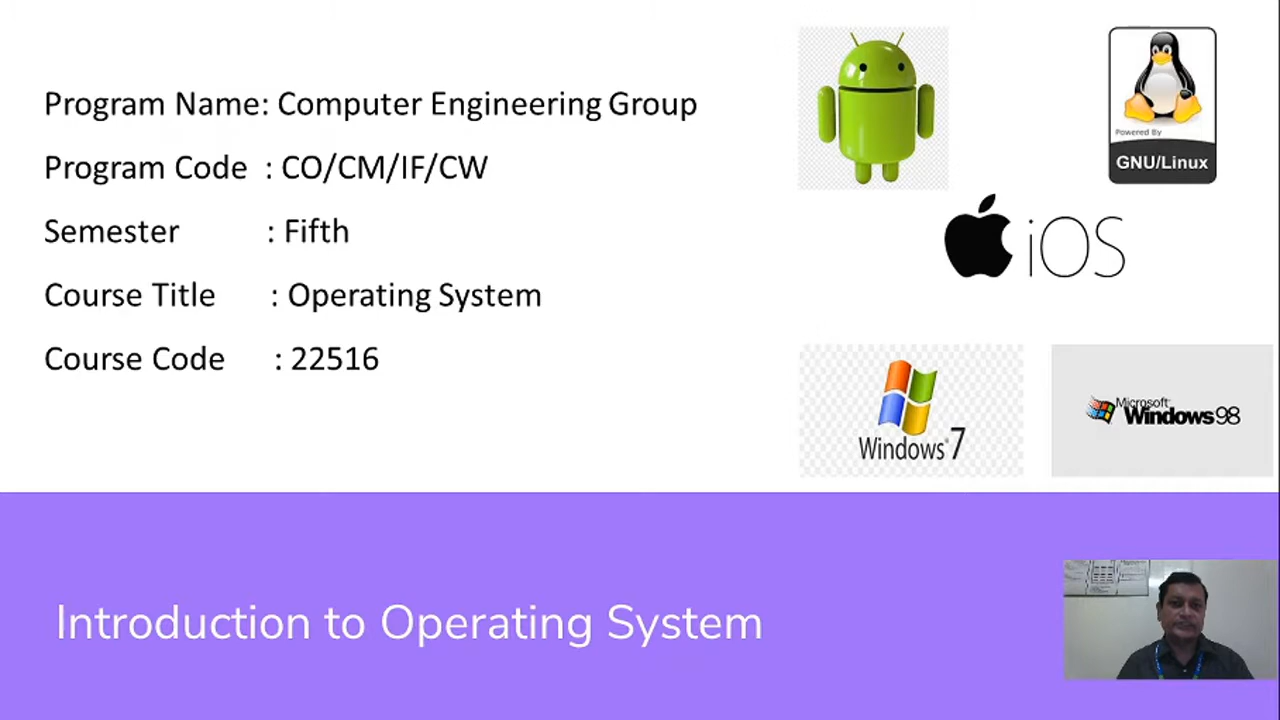 Program Name: Computer Engineering Group
Program Code : CO/CM/IF/CW
Semester : Fifth
Course Title : Operating System
Course Code : 22516
Powered By
GNU/Linux
iOS
Windows 7
Microsoft
Windows 98
Introduction to Operating System